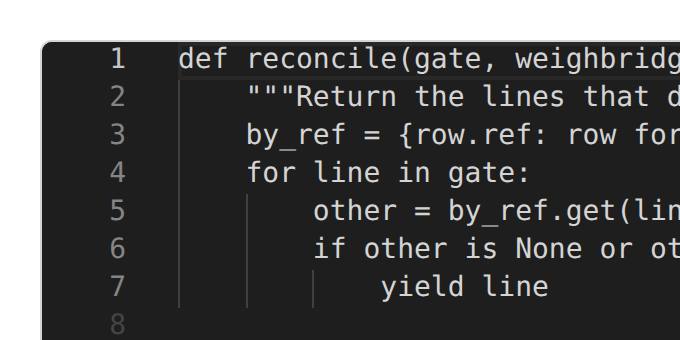 1 def reconcile(gate, weighbridg
2 """Return the lines that d
3 by_ref = {row.ref: row for
4 for line in gate:
5 other = by_ref.get(lin
6 if other is None or ot
7 yield line
8